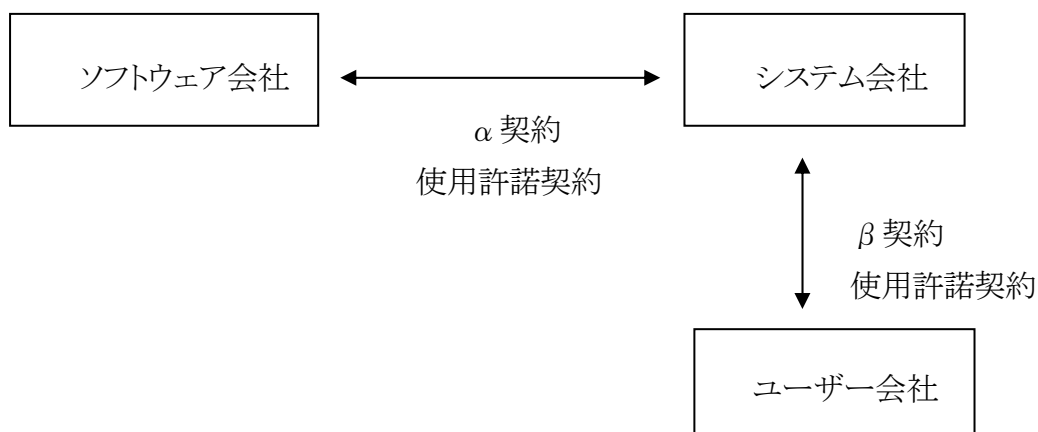 ソフトウェア会社
システム会社
α契約
使用許諾契約
β契約
使用許諾契約
ユーザー会社